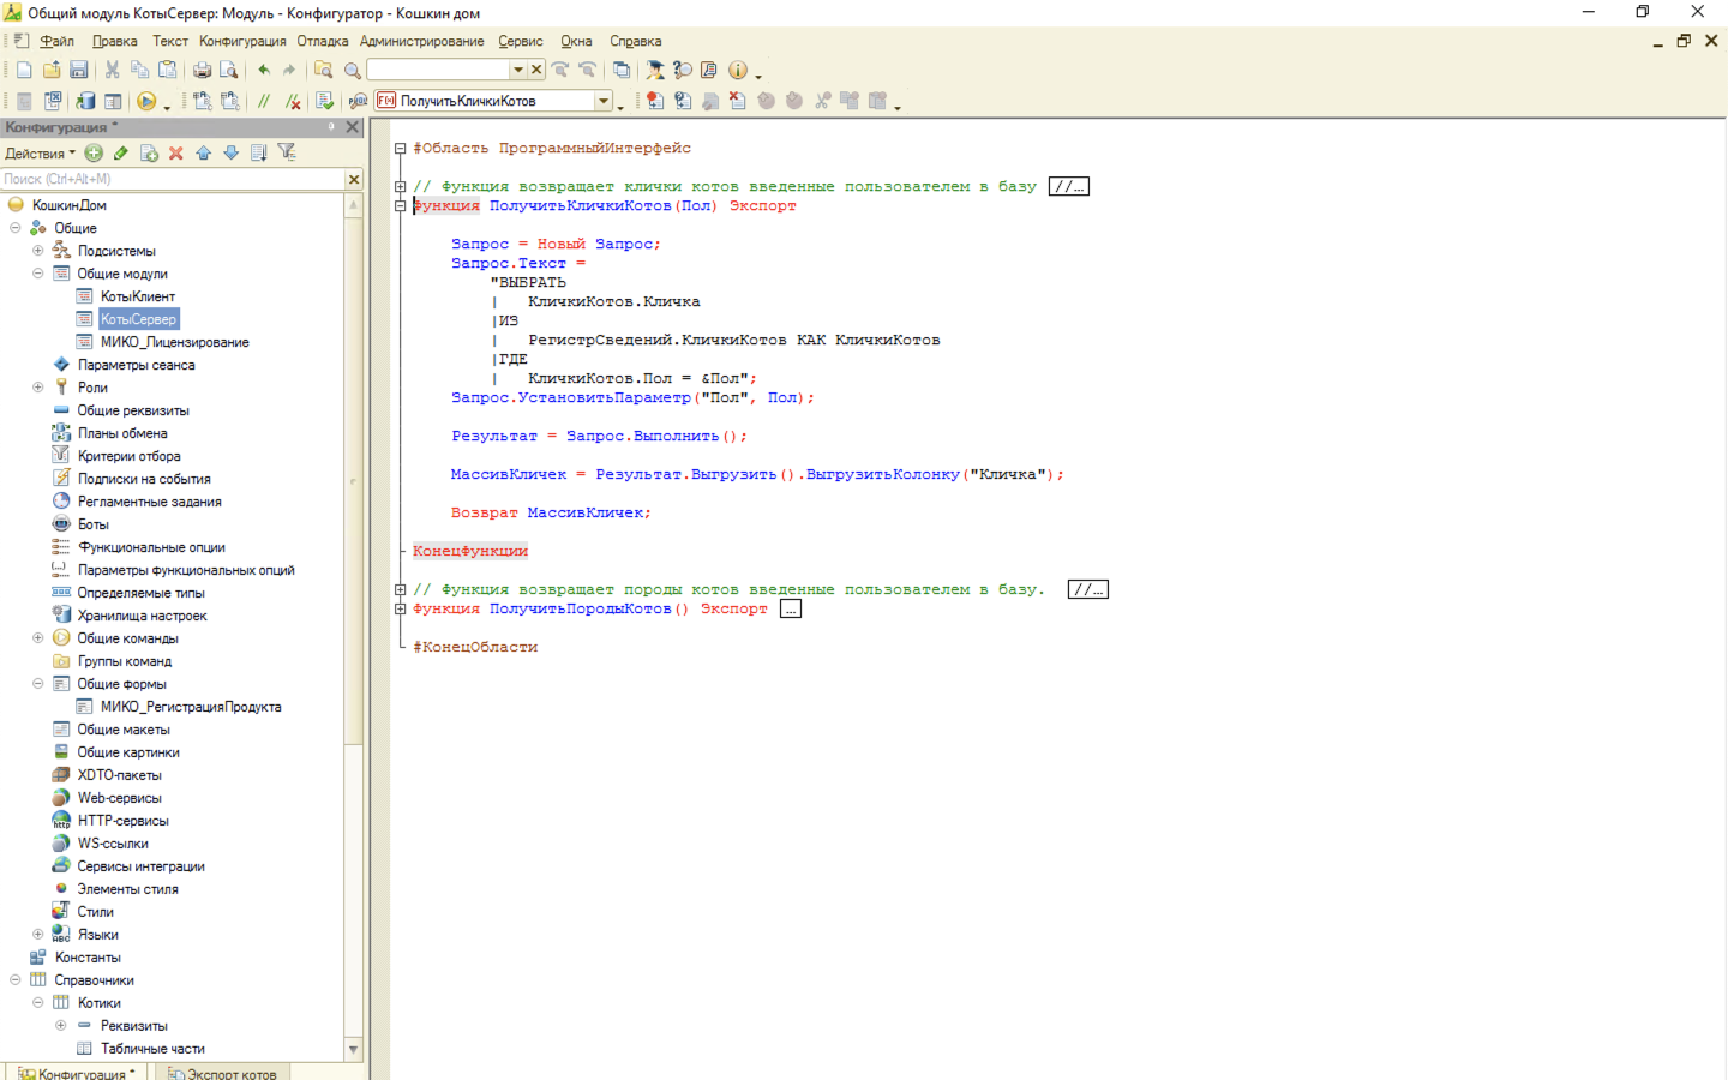 Общий модуль КотыСервер: Модуль - Конфигуратор - Кошкин дом
Файл Правка Текст Конфигурация Отладка Администрирование Сервис Окна Справка
ПолучитьКличкиКотов
Конфигурация *
Действия
Поиск (Ctrl+Alt+M)
КошкинДом
Общие
Подсистемы
Общие модули
КотыКлиент
КотыСервер
МИКО_Лицензирование
Параметры сеанса
Роли
Общие реквизиты
Планы обмена
Критерии отбора
Подписки на события
Регламентные задания
Боты
Функциональные опции
Параметры функциональных опций
Определяемые типы
Хранилища настроек
Общие команды
Группы команд
Общие формы
МИКО_РегистрацияПродукта
Общие макеты
Общие картинки
XDTO-пакеты
Web-сервисы
HTTP-сервисы
WS-ссылки
Сервисы интеграции
Элементы стиля
Стили
Языки
Константы
Справочники
Котики
Реквизиты
Табличные части
Конфигурация *
Экспорт котов
#Область ПрограммныйИнтерфейс
// Функция возвращает клички котов введенные пользователем в базу //...
Функция ПолучитьКличкиКотов(Пол) Экспорт
Запрос = Новый Запрос;
Запрос.Текст =
"ВЫБРАТЬ
| КличкиКотов.Кличка
|ИЗ
| РегистрСведений.КличкиКотов КАК КличкиКотов
|ГДЕ
| КличкиКотов.Пол = &Пол";
Запрос.УстановитьПараметр("Пол", Пол);
Результат = Запрос.Выполнить();
МассивКличек = Результат.Выгрузить().ВыгрузитьКолонку("Кличка");
Возврат МассивКличек;
КонецФункции
// Функция возвращает породы котов введенные пользователем в базу. //...
Функция ПолучитьПородыКотов() Экспорт ...
#КонецОбласти